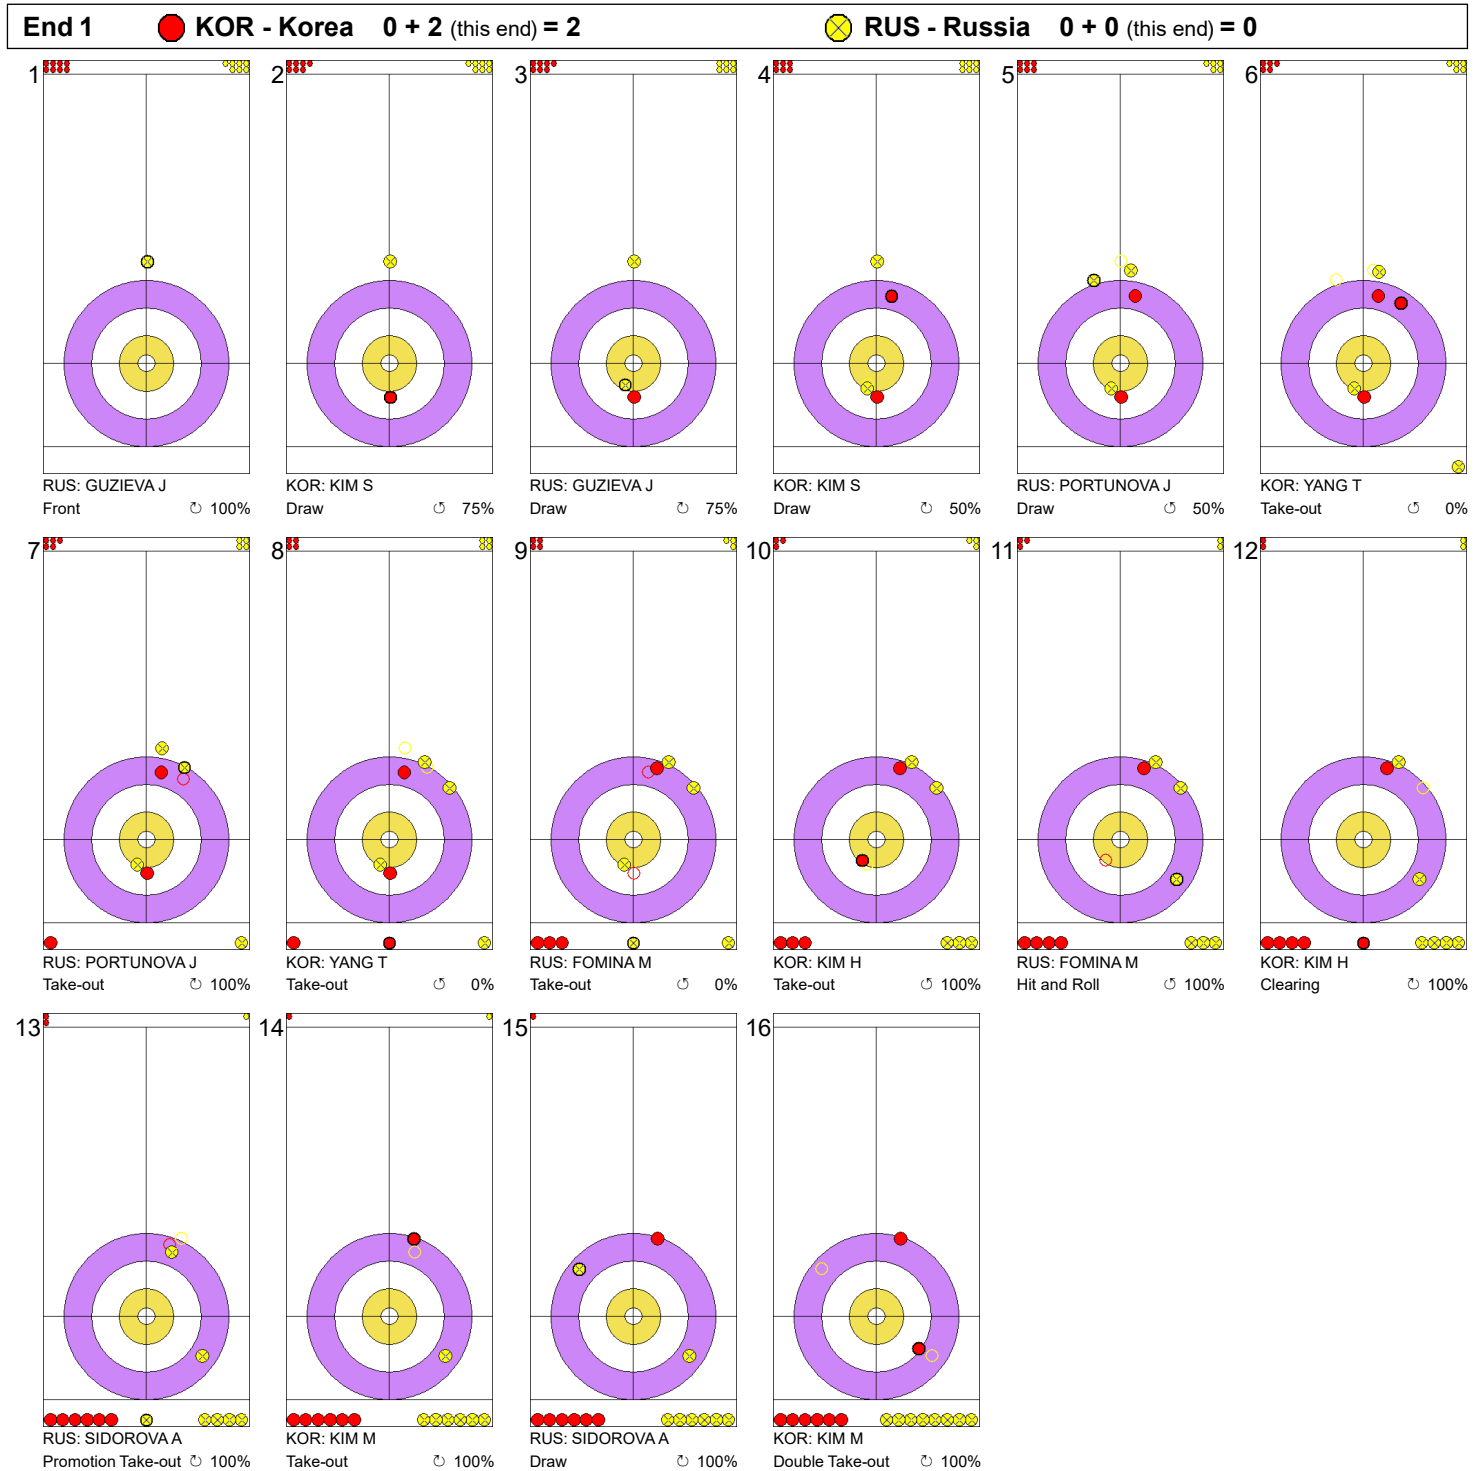 End 1 KOR - Korea 0 + 2 (this end) = 2 RUS - Russia 0 + 0 (this end) = 0
1 2 3 4 5 6
RUS: GUZIEVA J KOR: KIM S RUS: GUZIEVA J KOR: KIM S RUS: PORTUNOVA J KOR: YANG T
Front ↻ 100% Draw ↺ 75% Draw ↻ 75% Draw ↺ 50% Draw ↻ 50% Take-out ↺ 0%
7 8 9 10 11 12
RUS: PORTUNOVA J KOR: YANG T RUS: FOMINA M KOR: KIM H RUS: FOMINA M KOR: KIM H
Take-out ↻ 100% Take-out ↺ 0% Take-out ↺ 0% Take-out ↺ 100% Hit and Roll ↺ 100% Clearing ↻ 100%
13 14 15 16
RUS: SIDOROVA A KOR: KIM M RUS: SIDOROVA A KOR: KIM M
Promotion Take-out ↻ 100% Take-out ↻ 100% Draw ↻ 100% Double Take-out ↻ 100%